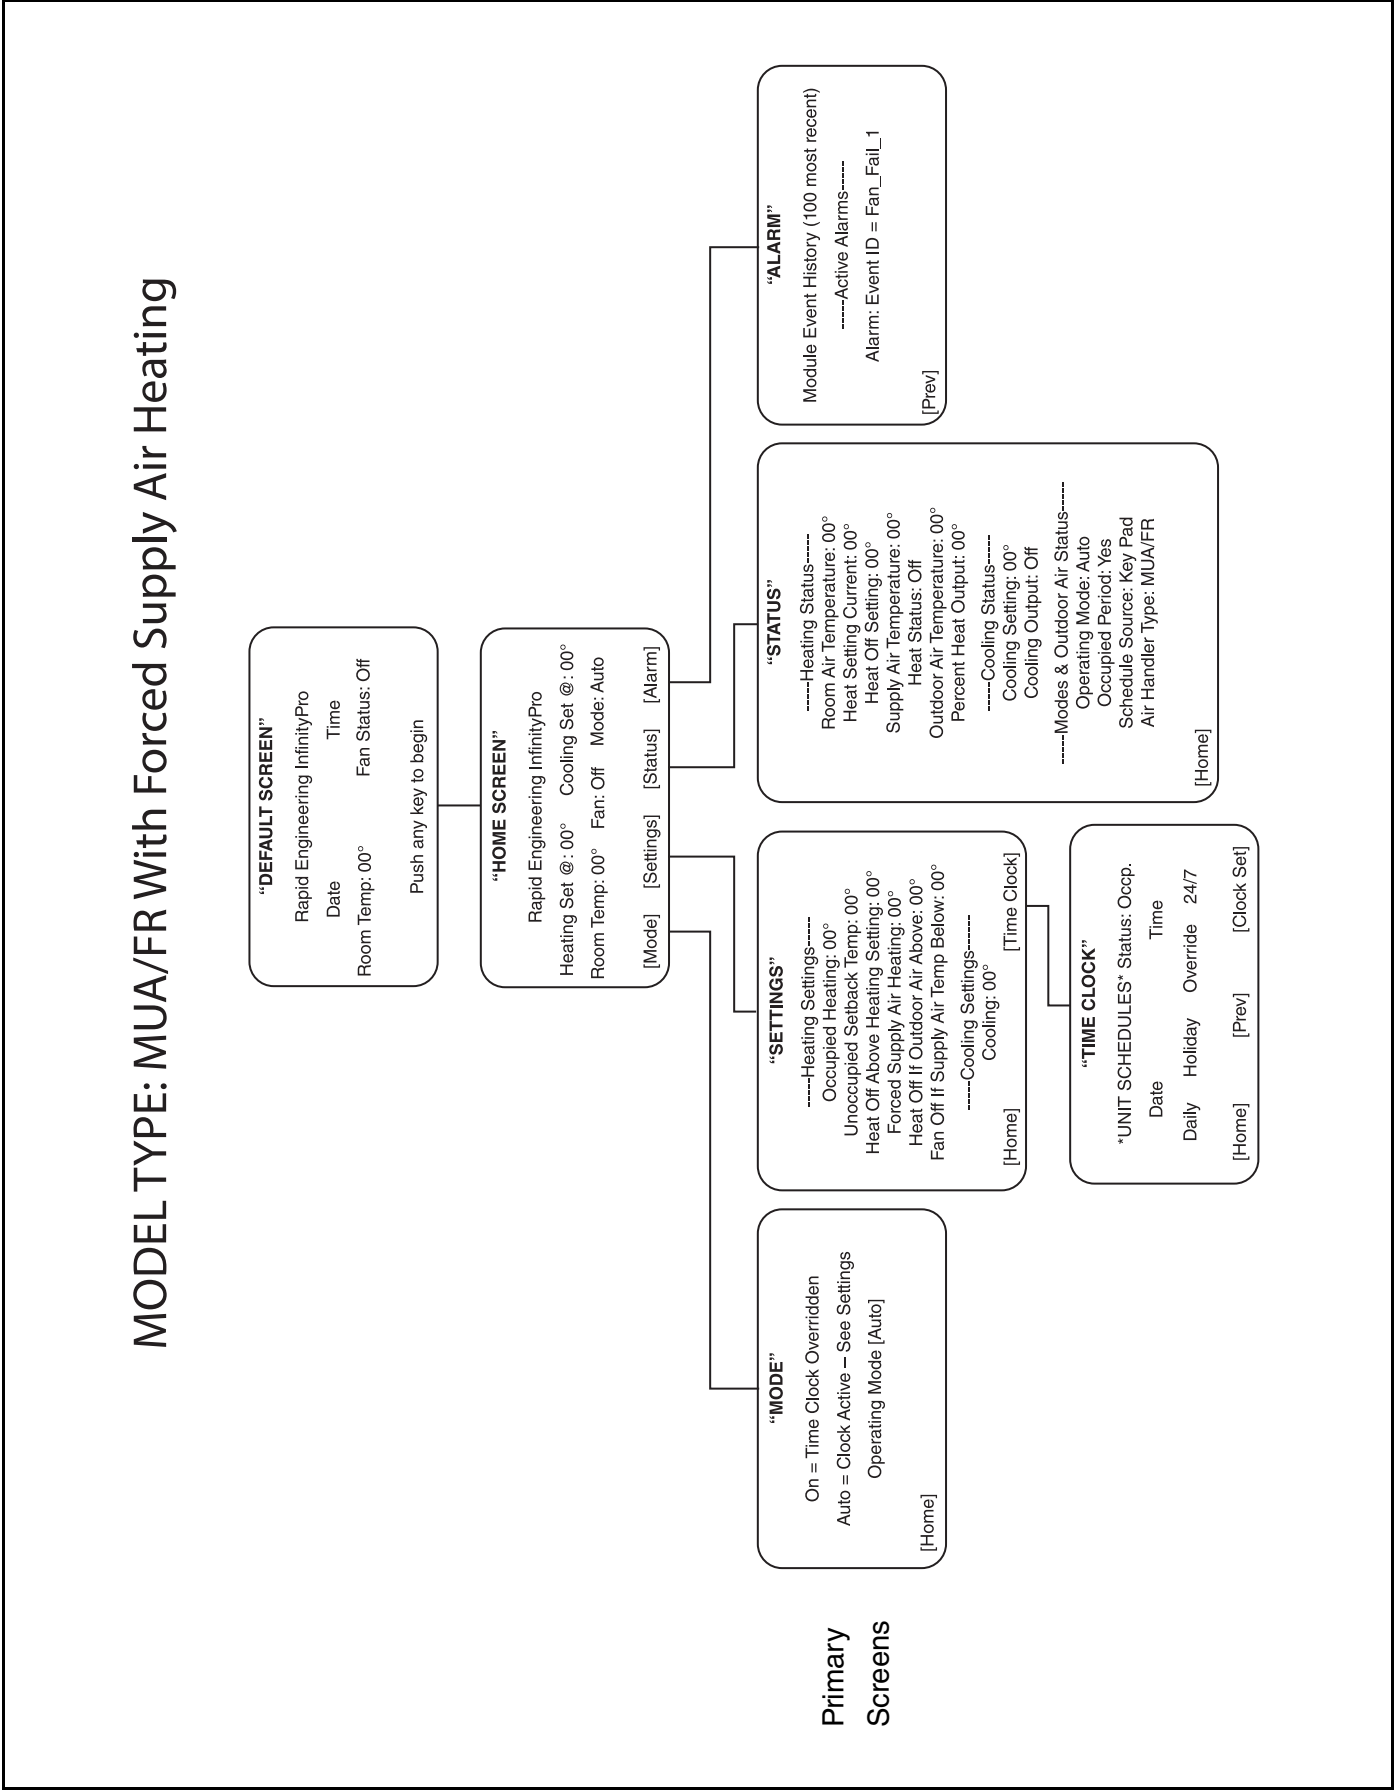 MODEL TYPE: MUA/FR With Forced Supply Air Heating
“DEFAULT SCREEN”
Rapid Engineering InfinityPro
Date Time
Room Temp: 00° Fan Status: Off
Push any key to begin
“HOME SCREEN”
Rapid Engineering InfinityPro
Heating Set @: 00° Cooling Set @: 00°
Room Temp: 00° Fan: Off Mode: Auto
[Mode] [Settings] [Status] [Alarm]
Primary
Screens
“MODE”
On = Time Clock Overridden
Auto = Clock Active – See Settings
Operating Mode [Auto]
[Home]
“SETTINGS”
-----Heating Settings-----
Occupied Heating: 00°
Unoccupied Setback Temp: 00°
Heat Off Above Heating Setting: 00°
Forced Supply Air Heating: 00°
Heat Off If Outdoor Air Above: 00°
Fan Off If Supply Air Temp Below: 00°
-----Cooling Settings------
Cooling: 00°
[Home] [Time Clock]
“TIME CLOCK”
*UNIT SCHEDULES* Status: Occp.
Date Time
Daily Holiday Override 24/7
[Home] [Prev] [Clock Set]
“STATUS”
-----Heating Status-----
Room Air Temperature: 00°
Heat Setting Current: 00°
Heat Off Setting: 00°
Supply Air Temperature: 00°
Heat Status: Off
Outdoor Air Temperature: 00°
Percent Heat Output: 00°
-----Cooling Status-----
Cooling Setting: 00°
Cooling Output: Off
-----Modes & Outdoor Air Status-----
Operating Mode: Auto
Occupied Period: Yes
Schedule Source: Key Pad
Air Handler Type: MUA/FR
[Home]
“ALARM”
Module Event History (100 most recent)
-----Active Alarms-----
Alarm: Event ID = Fan_Fail_1
[Prev]